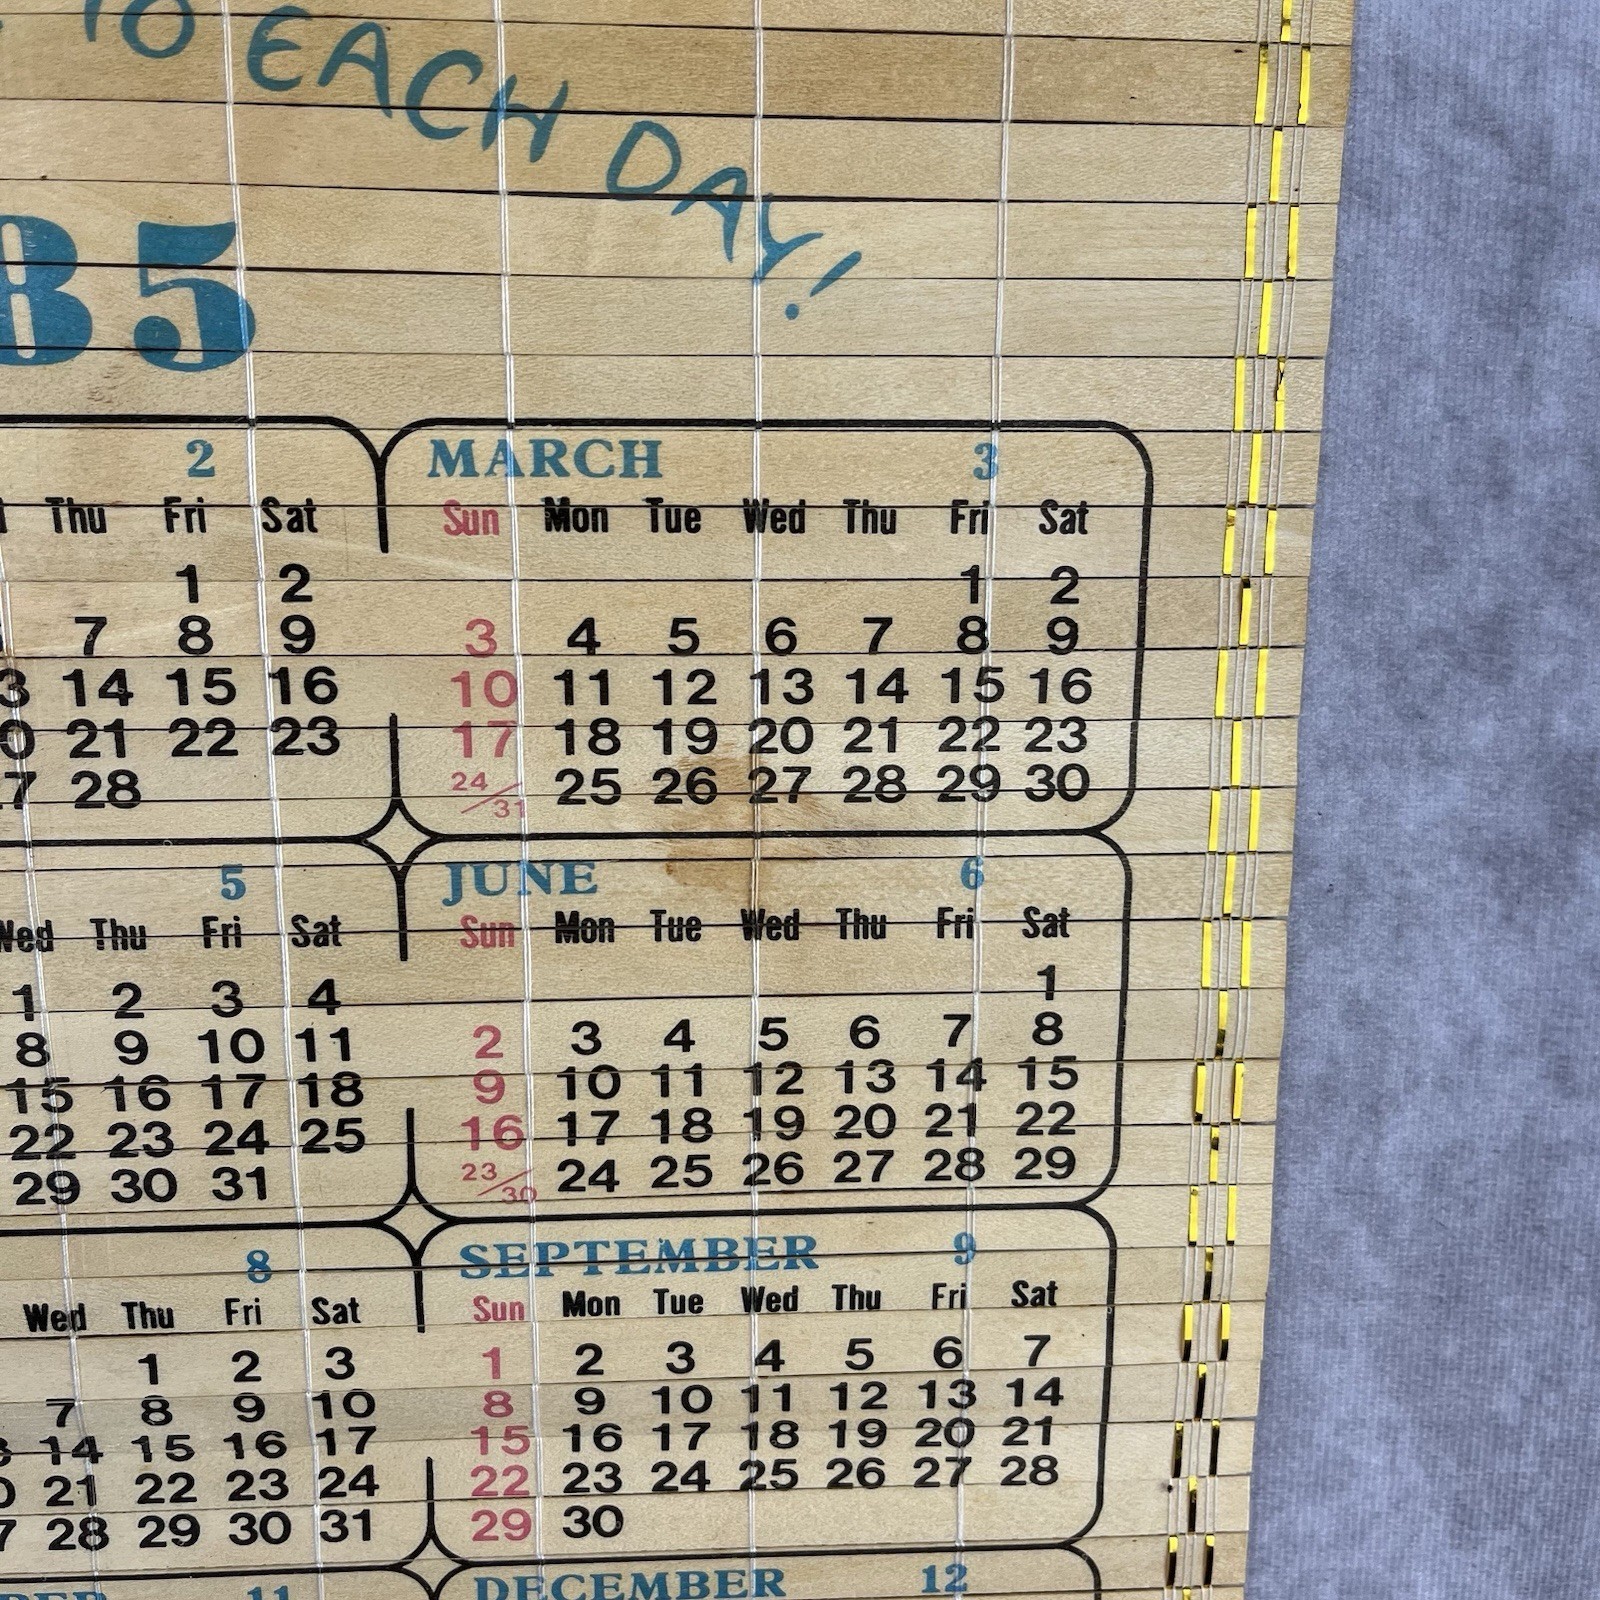 TO EACH DAY!
85
2
Thu Fri Sat
1 2
7 8 9
14 15 16
21 22 23
28
MARCH 3
Sun Mon Tue Wed Thu Fri Sat
1 2
3 4 5 6 7 8 9
10 11 12 13 14 15 16
17 18 19 20 21 22 23
24/31 25 26 27 28 29 30
5
Wed Thu Fri Sat
1 2 3 4
8 9 10 11
15 16 17 18
22 23 24 25
29 30 31
JUNE 6
Sun Mon Tue Wed Thu Fri Sat
1
2 3 4 5 6 7 8
9 10 11 12 13 14 15
16 17 18 19 20 21 22
23/30 24 25 26 27 28 29
8
Wed Thu Fri Sat
1 2 3
7 8 9 10
14 15 16 17
21 22 23 24
28 29 30 31
SEPTEMBER 9
Sun Mon Tue Wed Thu Fri Sat
1 2 3 4 5 6 7
8 9 10 11 12 13 14
15 16 17 18 19 20 21
22 23 24 25 26 27 28
29 30
11
DECEMBER 12